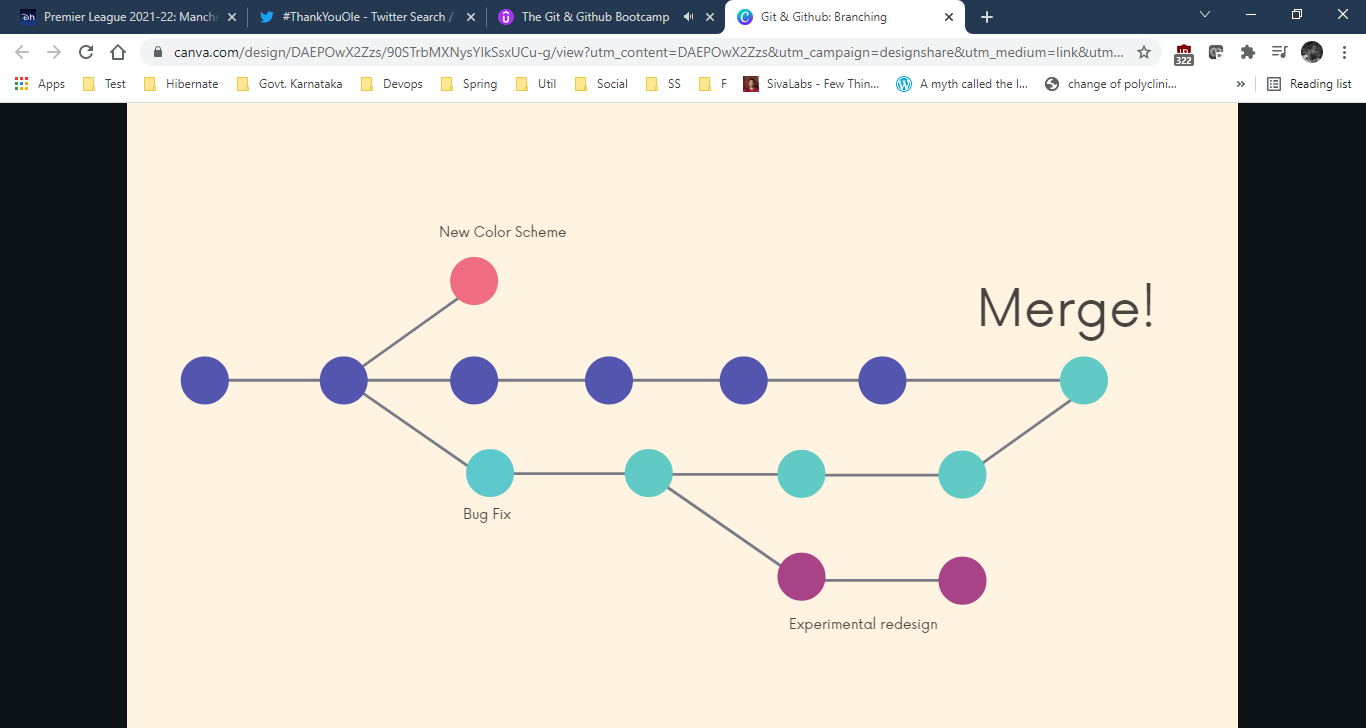 Premier League 2021-22: Manche
#ThankYouOle - Twitter Search /
The Git & Github Bootcamp
Git & Github: Branching
canva.com/design/DAEPOwX2Zzs/90STrbMXNysYIkSsxUCu-g/view?utm_content=DAEPOwX2Zzs&utm_campaign=designshare&utm_medium=link&utm...
322
Apps
Test
Hibernate
Govt. Karnataka
Devops
Spring
Util
Social
SS
F
SivaLabs - Few Thin...
A myth called the I...
change of polyclini...
»
Reading list
New Color Scheme
Merge!
Bug Fix
Experimental redesign